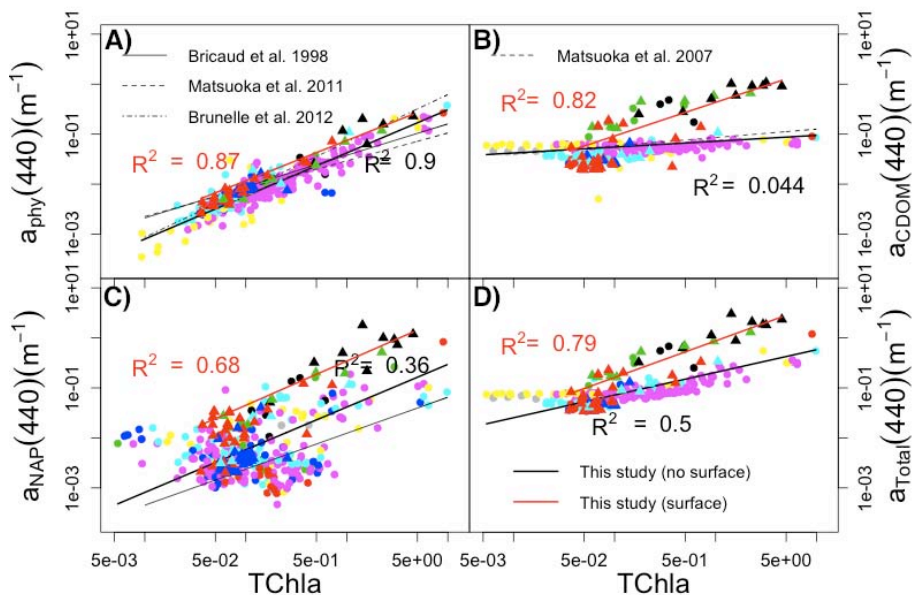 A)
Bricaud et al. 1998
Matsuoka et al. 2011
Brunelle et al. 2012
R² = 0.87
R² = 0.9
B)
Matsuoka et al. 2007
R²= 0.82
R² = 0.044
C)
R² = 0.68
R² = 0.36
D)
R²= 0.79
R² = 0.5
This study (no surface)
This study (surface)
aphy(440)(m⁻¹)
1e-03 1e-01 1e+01
aCDOM(440)(m⁻¹)
1e-03 1e-01 1e+01
aNAP(440)(m⁻¹)
1e-03 1e-01 1e+01
aTotal(440)(m⁻¹)
1e-03 1e-01 1e+01
5e-03 5e-02 5e-01 5e+00
TChla
5e-03 5e-02 5e-01 5e+00
TChla